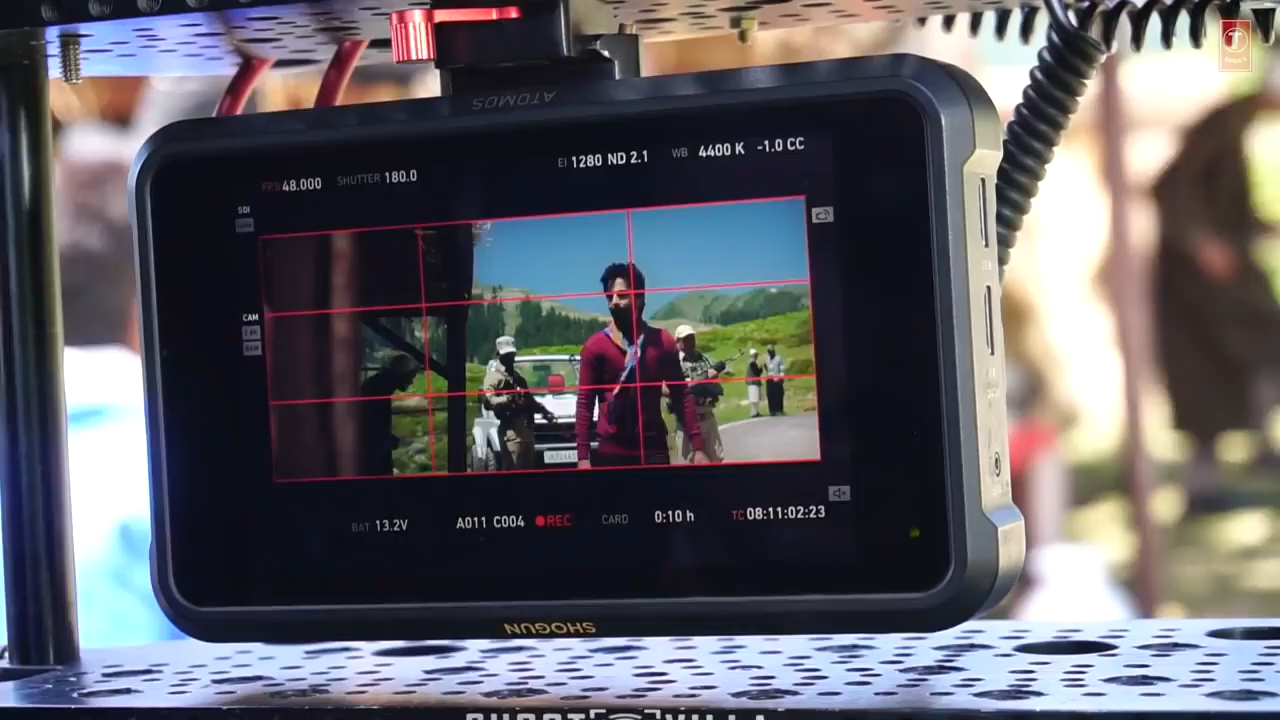 T
SERIES
ATOMOS
FPS 48.000 SHUTTER 180.0 EI 1280 ND 2.1 WB 4400 K -1.0 CC
SDI
CAM
BAT 13.2V A011 C004 REC CARD 0:10 h TC 08:11:02:23
SHOGUN